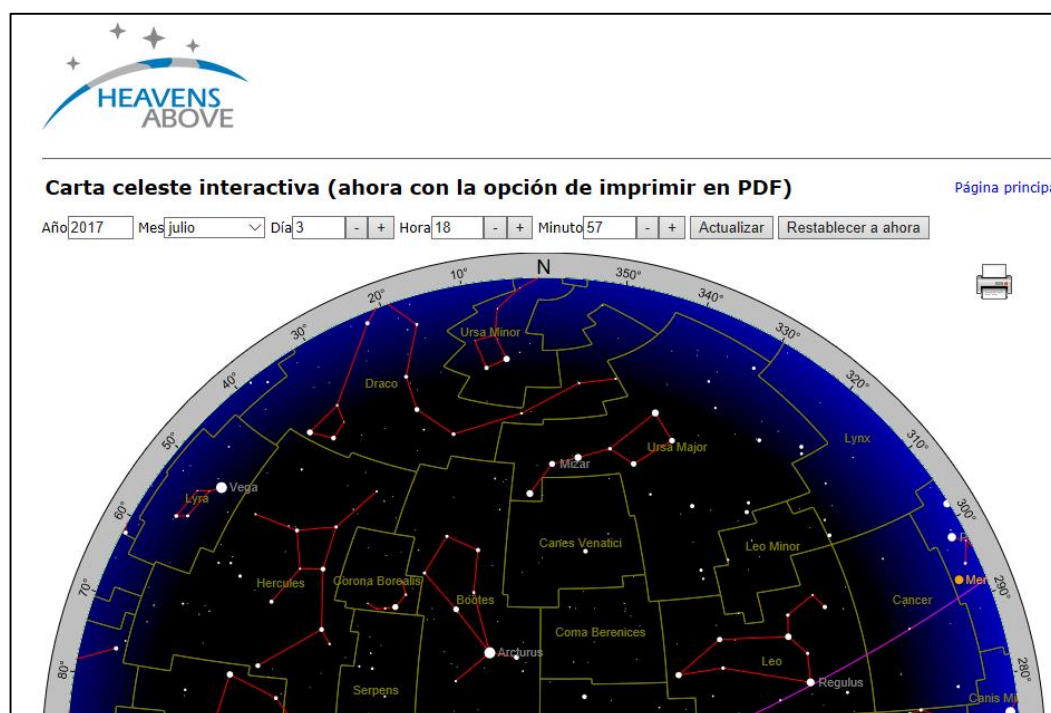 HEAVENS
ABOVE
Carta celeste interactiva (ahora con la opción de imprimir en PDF)
Página principa
Año 2017 Mes julio Día 3 - + Hora 18 - + Minuto 57 - + Actualizar Restablecer a ahora
N
10° 350°
20° 340°
30° 330°
Ursa Minor
40° 320°
Draco
50° 310°
Lynx
Ursa Major
Mizar
Vega
Lyra
60° 300°
Canes Venatici
Leo Minor
Hercules
Corona Borealis
Mer
70° 290°
Bootes
Cancer
Coma Berenices
Arcturus
Leo
80° 280°
Regulus
Serpens
Canis Mi